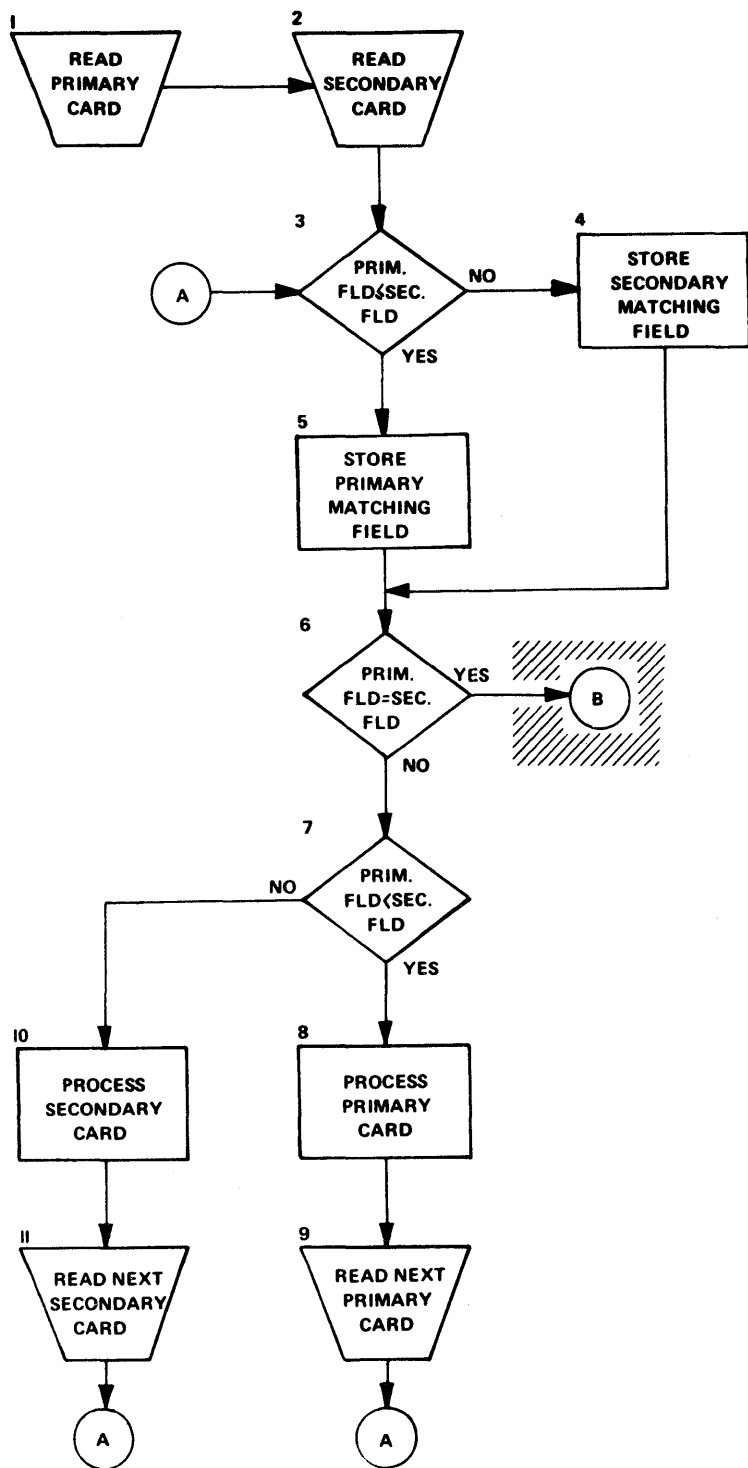 1
READ
PRIMARY
CARD
2
READ
SECONDARY
CARD
3
PRIM.
FLD≤SEC.
FLD
A
NO
YES
4
STORE
SECONDARY
MATCHING
FIELD
5
STORE
PRIMARY
MATCHING
FIELD
6
PRIM.
FLD=SEC.
FLD
YES
B
NO
7
PRIM.
FLD<SEC.
FLD
NO
YES
10
PROCESS
SECONDARY
CARD
8
PROCESS
PRIMARY
CARD
11
READ NEXT
SECONDARY
CARD
9
READ NEXT
PRIMARY
CARD
A
A